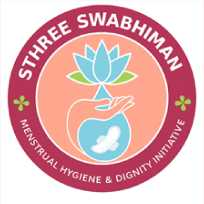 STHREE SWABHIMAN
MENSTRUAL HYGIENE & DIGNITY INITIATIVE